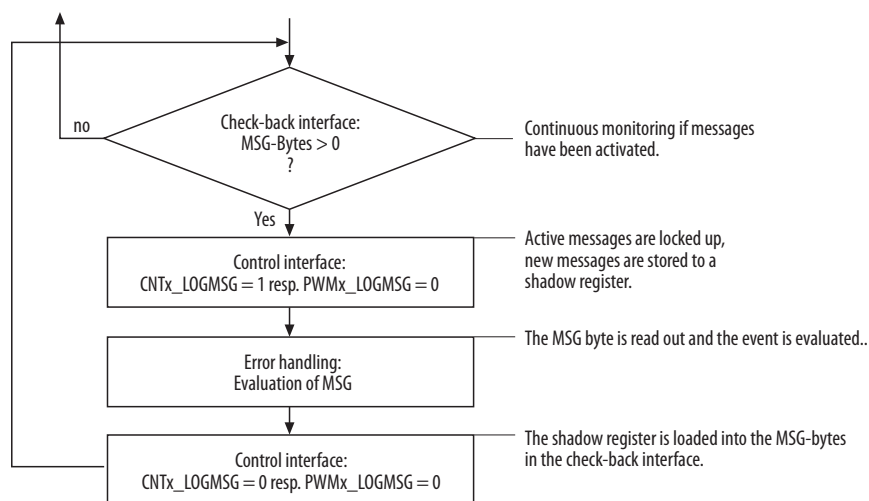 no
Check-back interface:
MSG-Bytes > 0
?
Continuous monitoring if messages
have been activated.
Yes
Control interface:
CNTx_LOGMSG = 1 resp. PWMx_LOGMSG = 0
Active messages are locked up,
new messages are stored to a
shadow register.
Error handling:
Evaluation of MSG
The MSG byte is read out and the event is evaluated..
Control interface:
CNTx_LOGMSG = 0 resp. PWMx_LOGMSG = 0
The shadow register is loaded into the MSG-bytes
in the check-back interface.